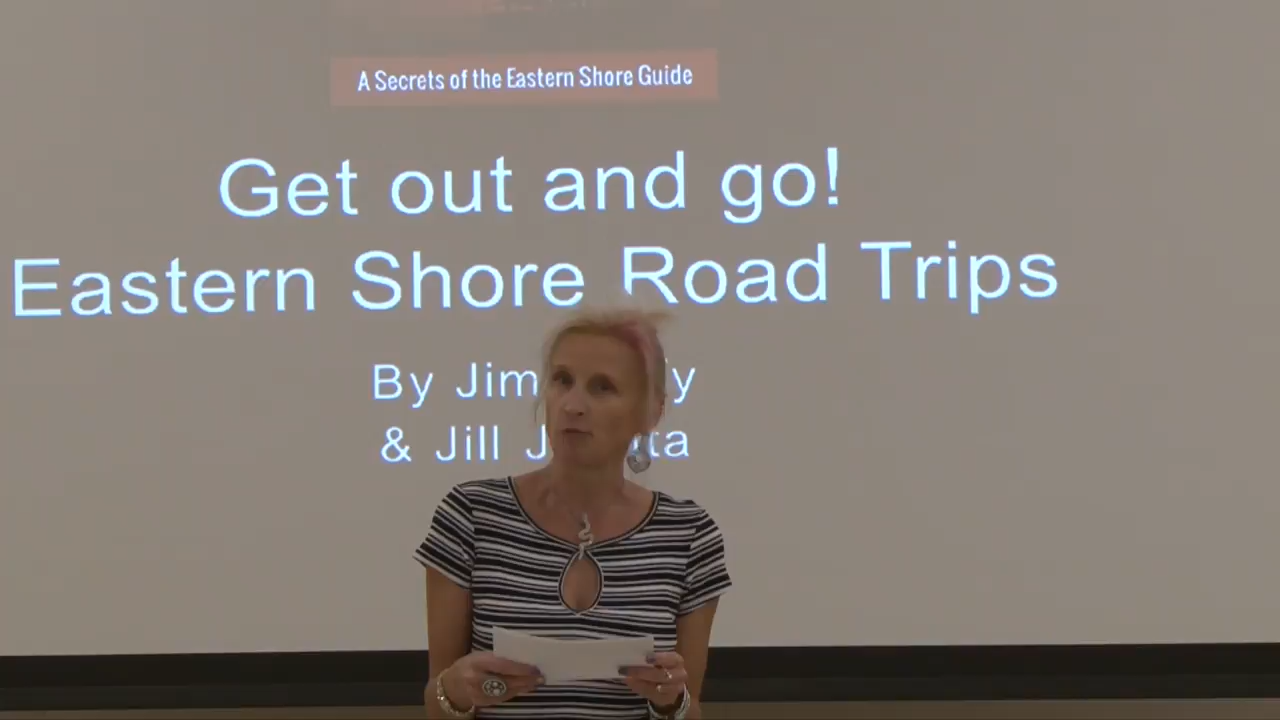 A Secrets of the Eastern Shore Guide
Get out and go!
Eastern Shore Road Trips
By Jim
& Jill